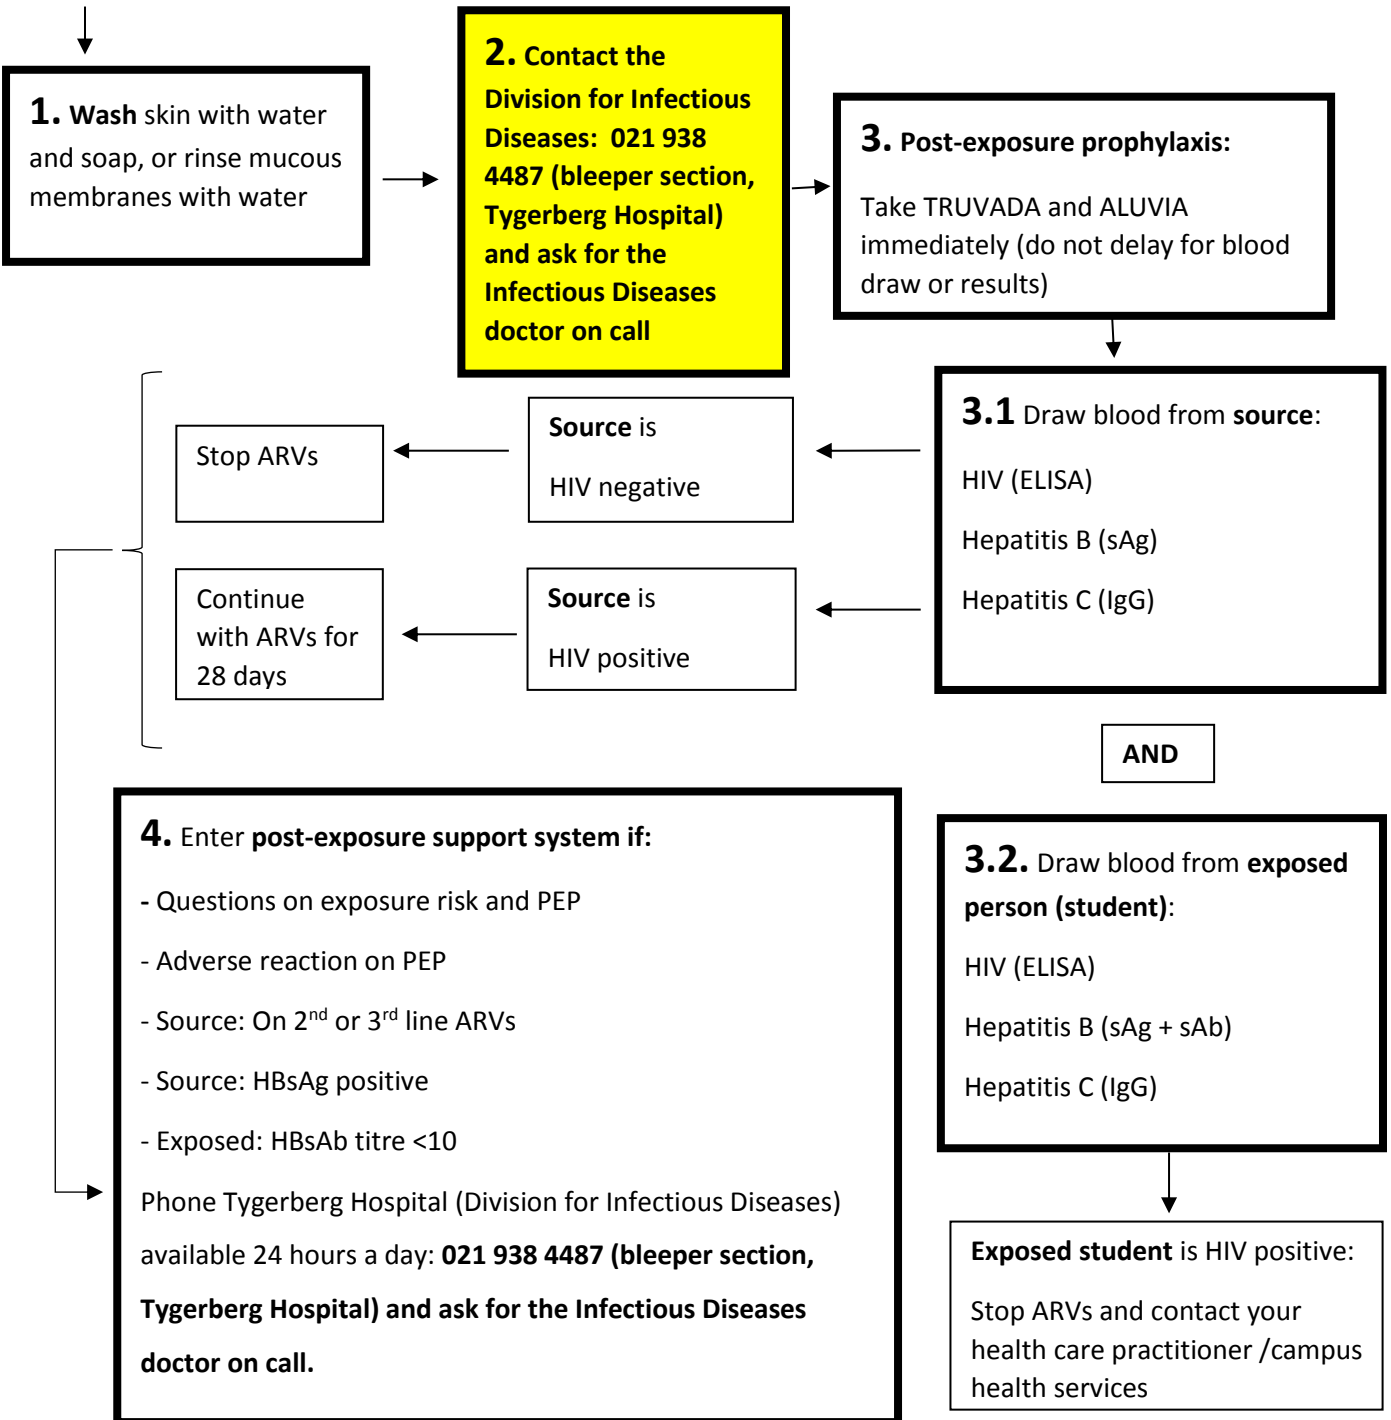 1. Wash skin with water
and soap, or rinse mucous
membranes with water
2. Contact the
Division for Infectious
Diseases: 021 938
4487 (bleeper section,
Tygerberg Hospital)
and ask for the
Infectious Diseases
doctor on call
3. Post-exposure prophylaxis:
Take TRUVADA and ALUVIA
immediately (do not delay for blood
draw or results)
3.1 Draw blood from source:
HIV (ELISA)
Hepatitis B (sAg)
Hepatitis C (IgG)
Source is
HIV negative
Stop ARVs
Source is
HIV positive
Continue
with ARVs for
28 days
AND
3.2. Draw blood from exposed
person (student):
HIV (ELISA)
Hepatitis B (sAg + sAb)
Hepatitis C (IgG)
Exposed student is HIV positive:
Stop ARVs and contact your
health care practitioner /campus
health services
4. Enter post-exposure support system if:
- Questions on exposure risk and PEP
- Adverse reaction on PEP
- Source: On 2nd or 3rd line ARVs
- Source: HBsAg positive
- Exposed: HBsAb titre <10
Phone Tygerberg Hospital (Division for Infectious Diseases)
available 24 hours a day: 021 938 4487 (bleeper section,
Tygerberg Hospital) and ask for the Infectious Diseases
doctor on call.